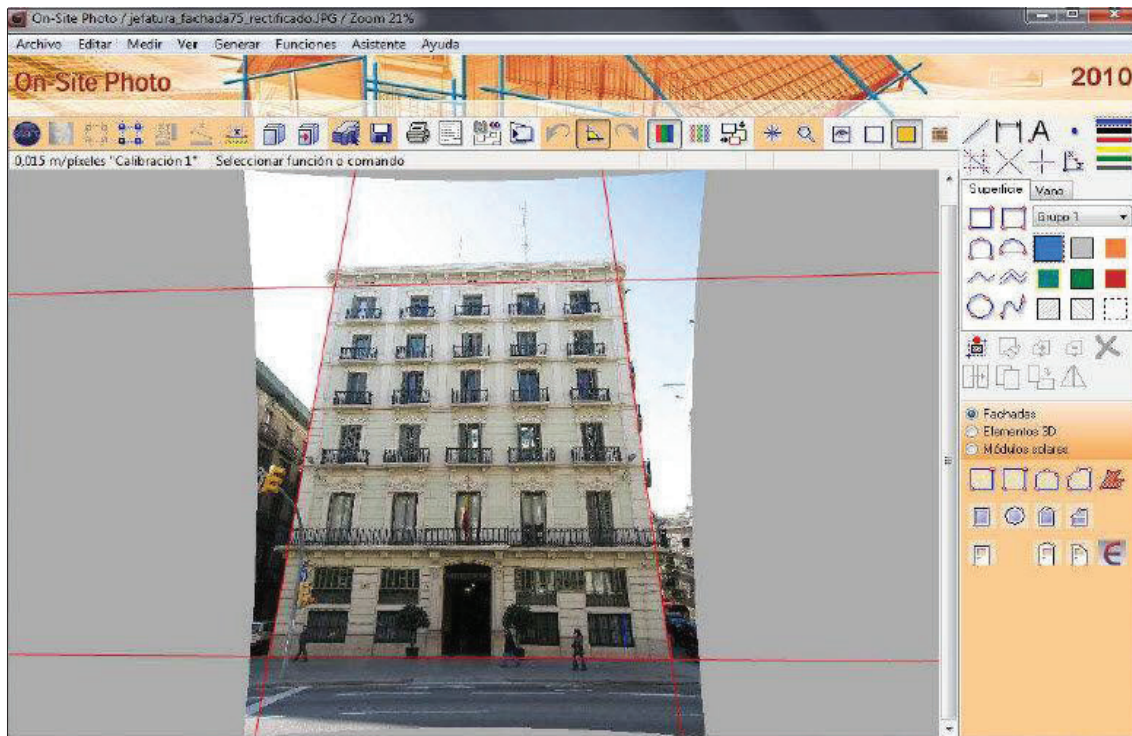 On-Site Photo / jefatura_fachada75_rectificado.JPG / Zoom 21%
Archivo Editar Medir Ver Generar Funciones Asistente Ayuda
On-Site Photo
2010
0,015 m/píxeles "Calibración 1" Seleccionar función o comando
A
Superficie Vano
Grupo 1
Fachadas
Elementos 3D
Módulos solares